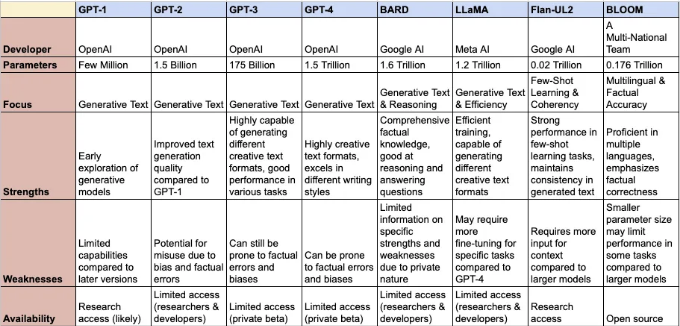 GPT-1 GPT-2 GPT-3 GPT-4 BARD LLaMA Flan-UL2 BLOOM
Developer OpenAI OpenAI OpenAI OpenAI Google AI Meta AI Google AI A Multi-National Team
Parameters Few Million 1.5 Billion 175 Billion 1.5 Trillion 1.6 Trillion 1.2 Trillion 0.02 Trillion 0.176 Trillion
Focus Generative Text Generative Text Generative Text Generative Text Generative Text & Reasoning Generative Text & Efficiency Few-Shot Learning & Coherency Multilingual & Factual Accuracy
Strengths Early exploration of generative models Improved text generation quality compared to GPT-1 Highly capable of generating different creative text formats, good performance in various tasks Highly creative text formats, excels in different writing styles Comprehensive factual knowledge, good at reasoning and answering questions Efficient training, capable of generating different creative text formats Strong performance in few-shot learning tasks, maintains consistency in generated text Proficient in multiple languages, emphasizes factual correctness
Weaknesses Limited capabilities compared to later versions Potential for misuse due to bias and factual errors Can still be prone to factual errors and biases Can be prone to factual errors and biases Limited information on specific strengths and weaknesses due to private nature May require more fine-tuning for specific tasks compared to GPT-4 Requires more input for context compared to larger models Smaller parameter size may limit performance in some tasks compared to larger models
Availability Research access (likely) Limited access (researchers & developers) Limited access (private beta) Limited access (private beta) Limited access (researchers & developers) Limited access (researchers & developers) Research access Open source